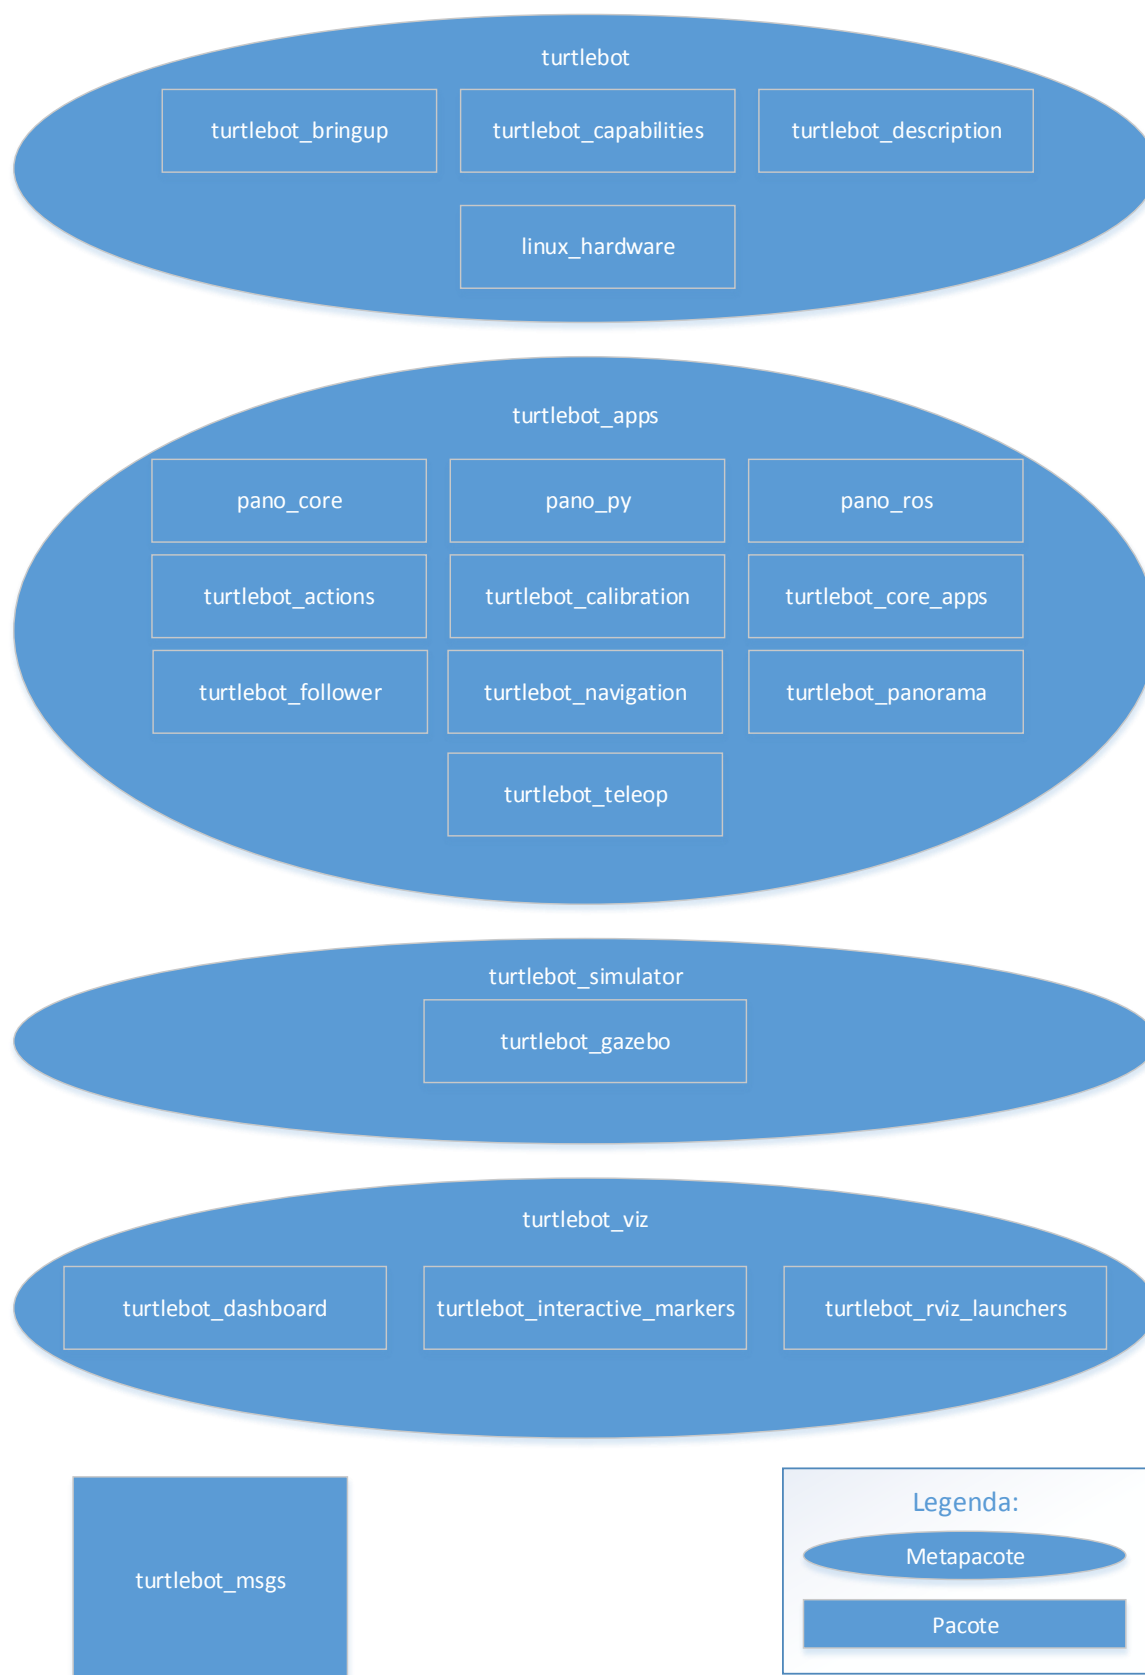 turtlebot
turtlebot_bringup
turtlebot_capabilities
turtlebot_description
linux_hardware
turtlebot_apps
pano_core
pano_py
pano_ros
turtlebot_actions
turtlebot_calibration
turtlebot_core_apps
turtlebot_follower
turtlebot_navigation
turtlebot_panorama
turtlebot_teleop
turtlebot_simulator
turtlebot_gazebo
turtlebot_viz
turtlebot_dashboard
turtlebot_interactive_markers
turtlebot_rviz_launchers
turtlebot_msgs
Legenda:
Metapacote
Pacote